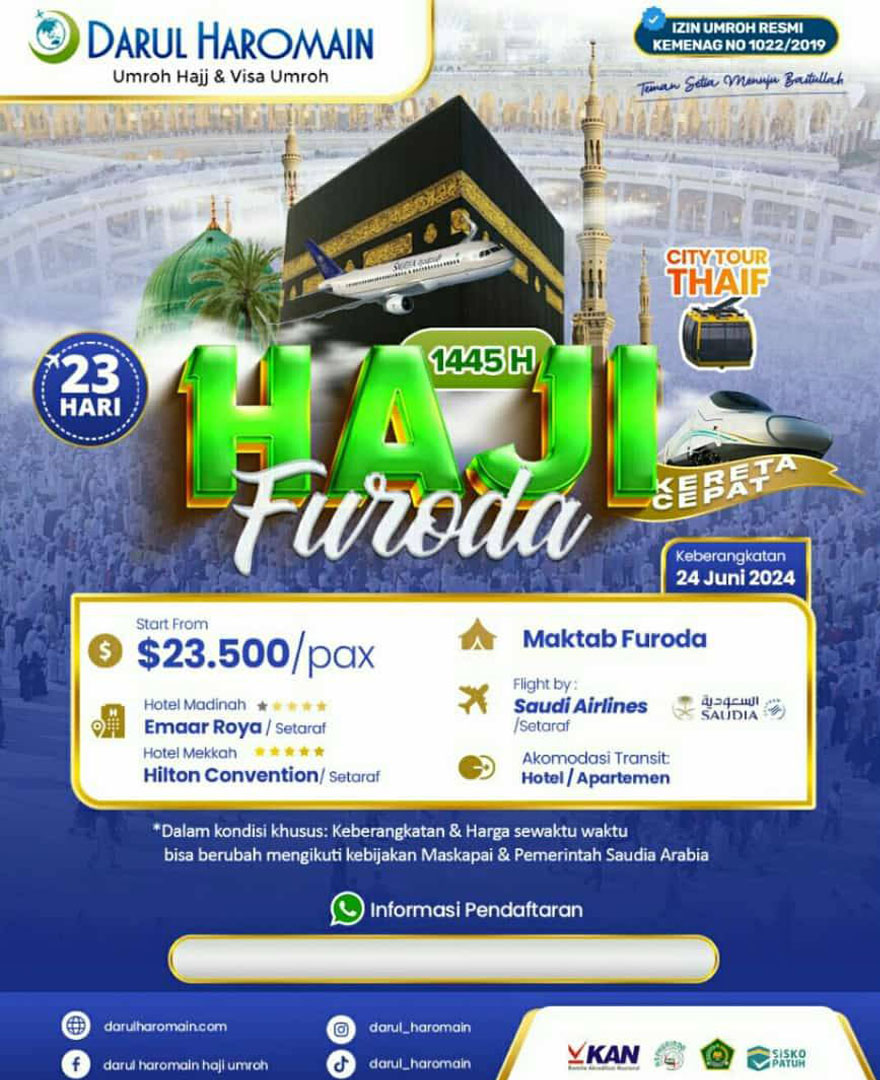 DARUL HAROMAIN
Umroh Hajj & Visa Umroh
IZIN UMROH RESMI
KEMENAG NO 1022/2019
Teman Setia Menuju Baitullah
SAUDIA
CITY TOUR
THAIF
23
HARI
1445 H
HAJI
Furoda
KERETA
CEPAT
Keberangkatan
24 Juni 2024
Start From
$23.500/pax
Hotel Madinah
Emaar Roya / Setaraf
Hotel Mekkah
Hilton Convention/ Setaraf
Maktab Furoda
Flight by :
Saudi Airlines
/Setaraf
السعودية
SAUDIA
Akomodasi Transit:
Hotel / Apartemen
*Dalam kondisi khusus: Keberangkatan & Harga sewaktu waktu
bisa berubah mengikuti kebijakan Maskapai & Pemerintah Saudia Arabia
Informasi Pendaftaran
darulharomain.com
darul haromain haji umroh
darul_haromain
darul_haromain
KAN
Komite Akreditasi Nasional
SISKO
PATUH